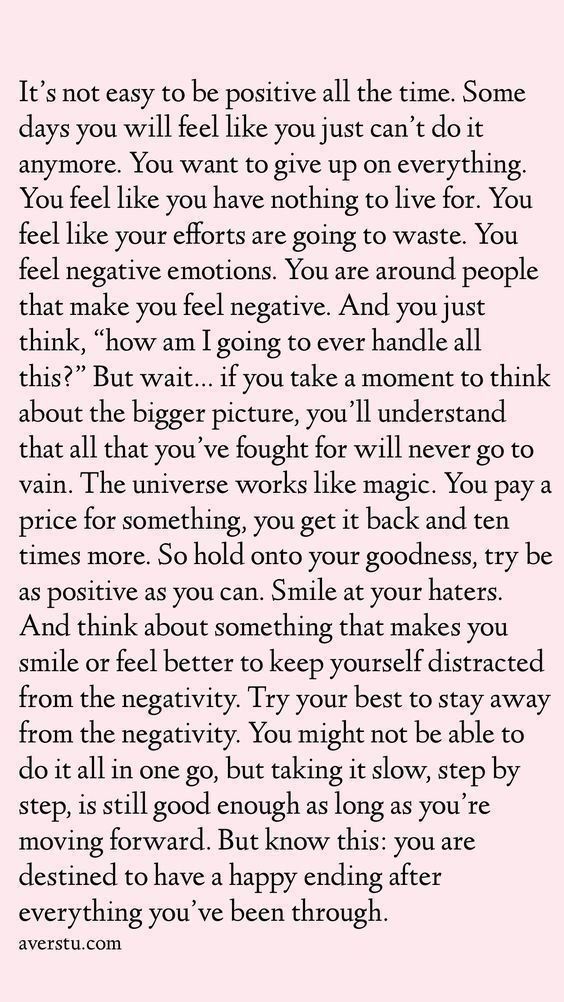 It’s not easy to be positive all the time. Some
days you will feel like you just can’t do it
anymore. You want to give up on everything.
You feel like you have nothing to live for. You
feel like your efforts are going to waste. You
feel negative emotions. You are around people
that make you feel negative. And you just
think, “how am I going to ever handle all
this?” But wait... if you take a moment to think
about the bigger picture, you’ll understand
that all that you’ve fought for will never go to
vain. The universe works like magic. You pay a
price for something, you get it back and ten
times more. So hold onto your goodness, try be
as positive as you can. Smile at your haters.
And think about something that makes you
smile or feel better to keep yourself distracted
from the negativity. Try your best to stay away
from the negativity. You might not be able to
do it all in one go, but taking it slow, step by
step, is still good enough as long as you’re
moving forward. But know this: you are
destined to have a happy ending after
everything you’ve been through.
averstu.com